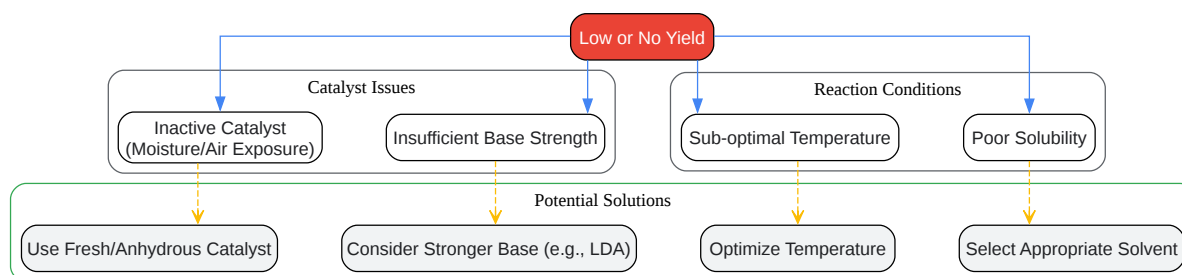 Low or No Yield
Catalyst Issues
Reaction Conditions
Inactive Catalyst
(Moisture/Air Exposure)
Insufficient Base Strength
Sub-optimal Temperature
Poor Solubility
Potential Solutions
Use Fresh/Anhydrous Catalyst
Consider Stronger Base (e.g., LDA)
Optimize Temperature
Select Appropriate Solvent